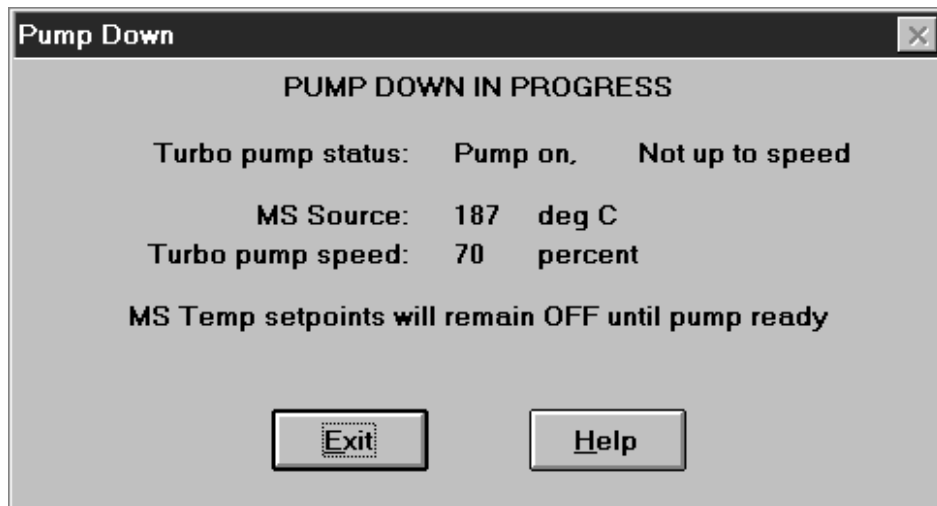 Pump Down
PUMP DOWN IN PROGRESS
Turbo pump status: Pump on, Not up to speed
MS Source: 187 deg C
Turbo pump speed: 70 percent
MS Temp setpoints will remain OFF until pump ready
Exit Help